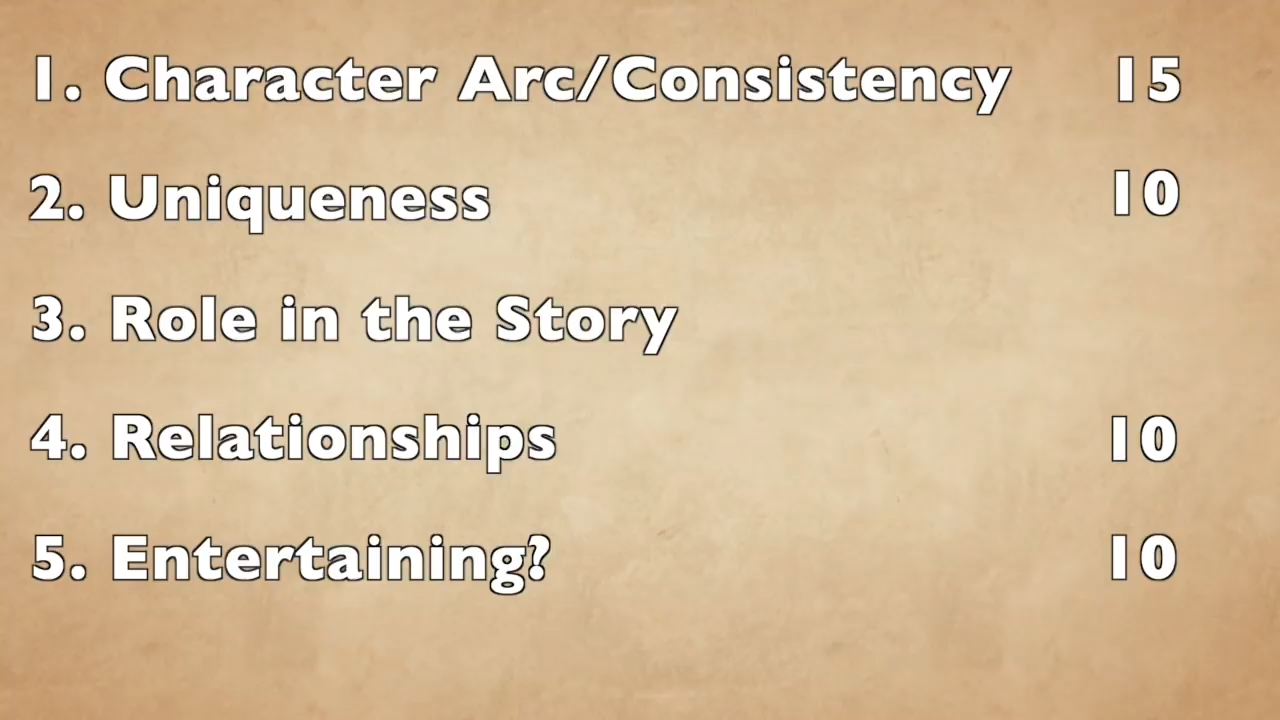 1. Character Arc/Consistency 15
2. Uniqueness 10
3. Role in the Story
4. Relationships 10
5. Entertaining? 10